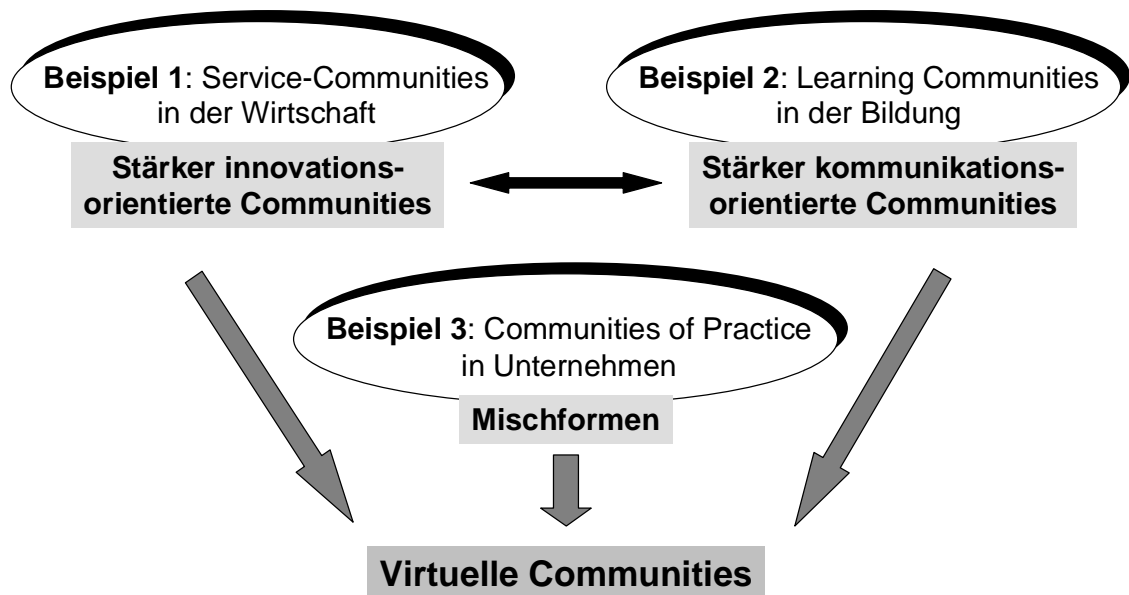 Beispiel 1: Service-Communities
in der Wirtschaft
Stärker innovations-
orientierte Communities
Beispiel 2: Learning Communities
in der Bildung
Stärker kommunikations-
orientierte Communities
Beispiel 3: Communities of Practice
in Unternehmen
Mischformen
Virtuelle Communities